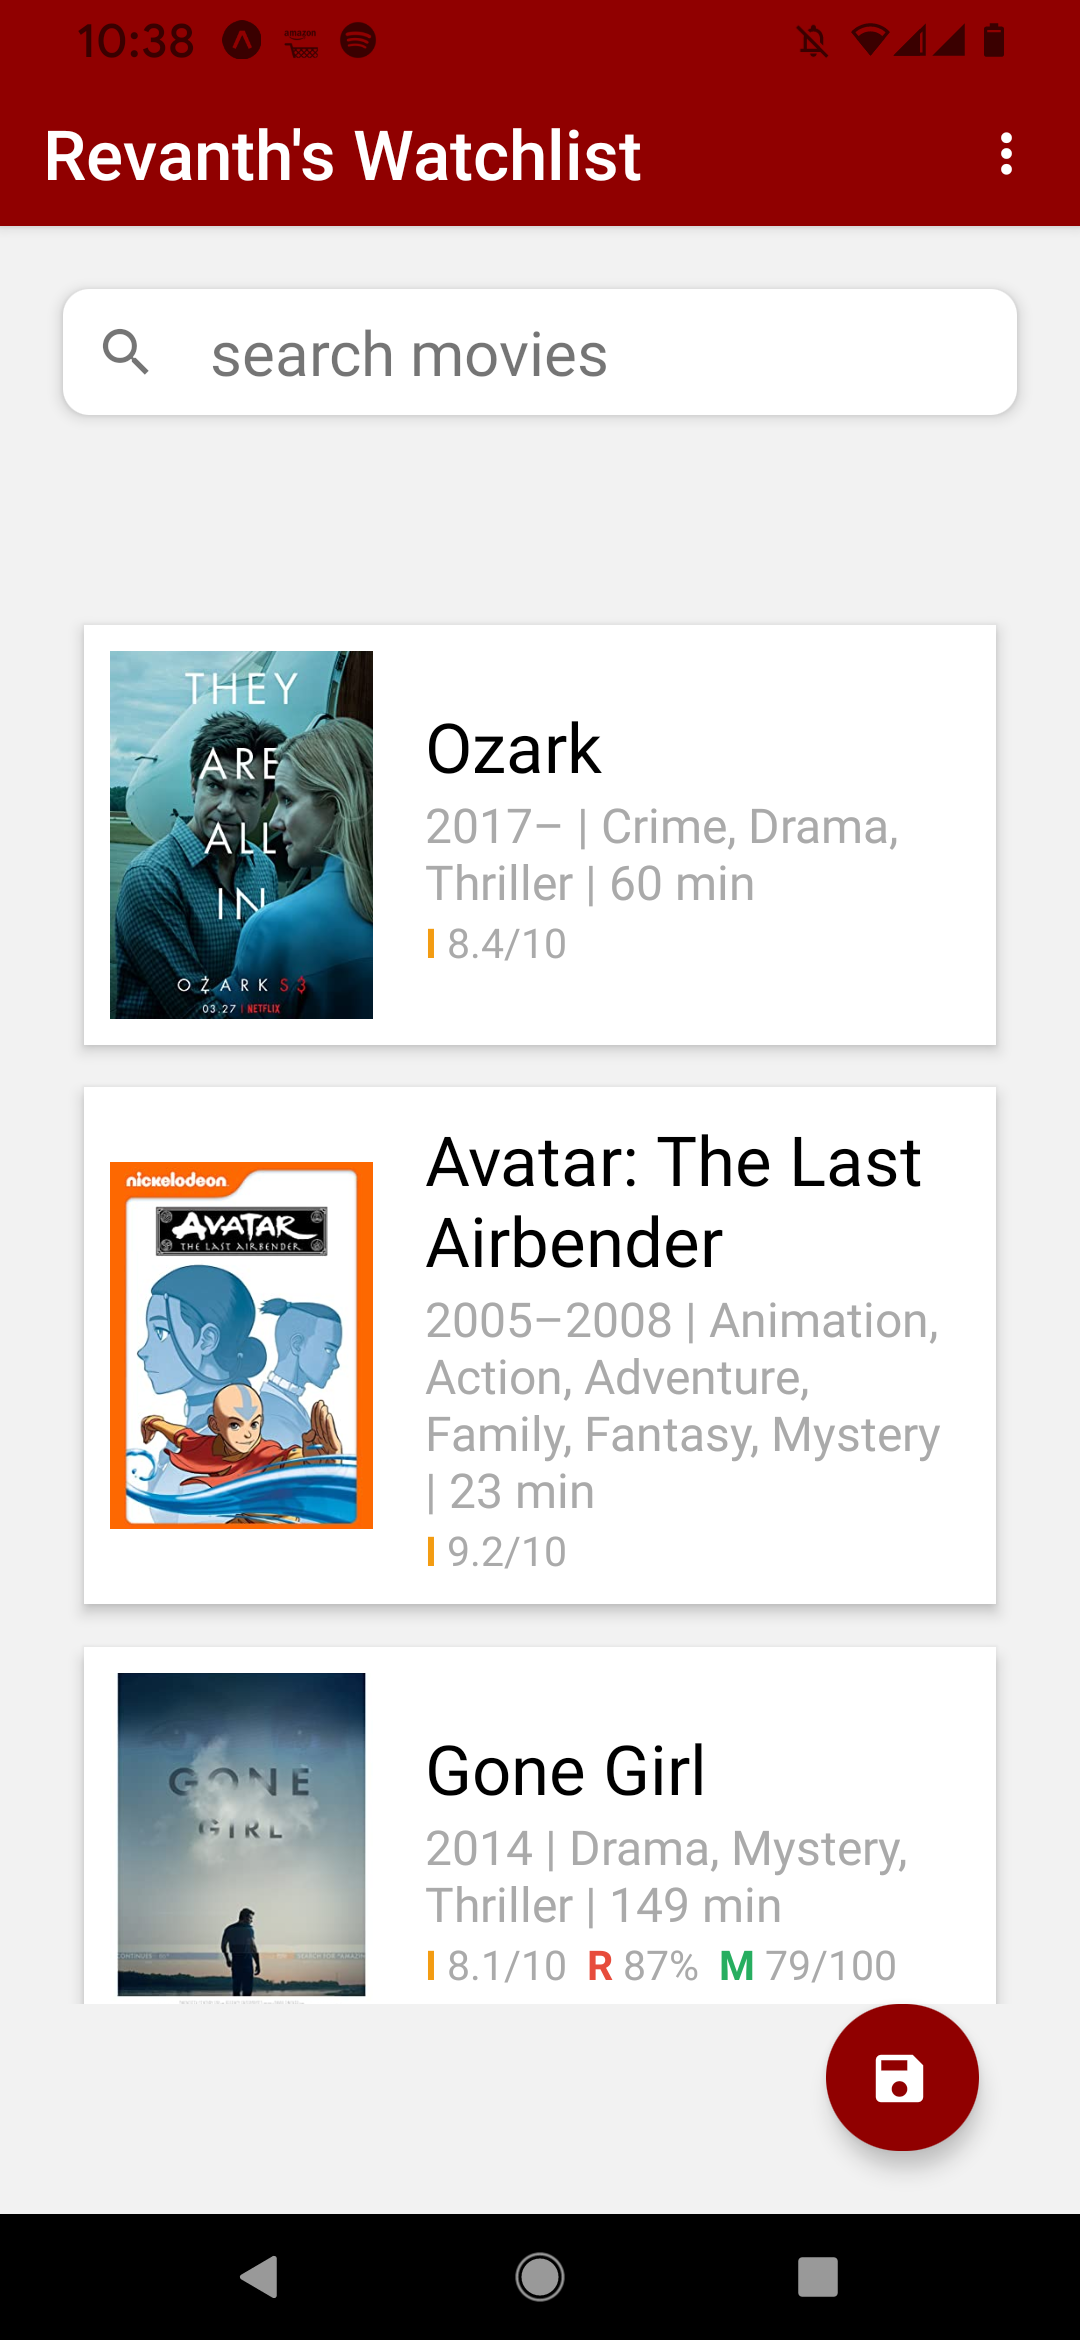 10:38
amazon
Revanth's Watchlist
search movies
THEY
ARE
ALL
IN
OZARK S3
03.27 | NETFLIX
Ozark
2017– | Crime, Drama,
Thriller | 60 min
I 8.4/10
nickelodeon
AVATAR
THE LAST AIRBENDER
Avatar: The Last
Airbender
2005–2008 | Animation,
Action, Adventure,
Family, Fantasy, Mystery
| 23 min
I 9.2/10
GONE
GIRL
Gone Girl
2014 | Drama, Mystery,
Thriller | 149 min
I 8.1/10 R 87% M 79/100